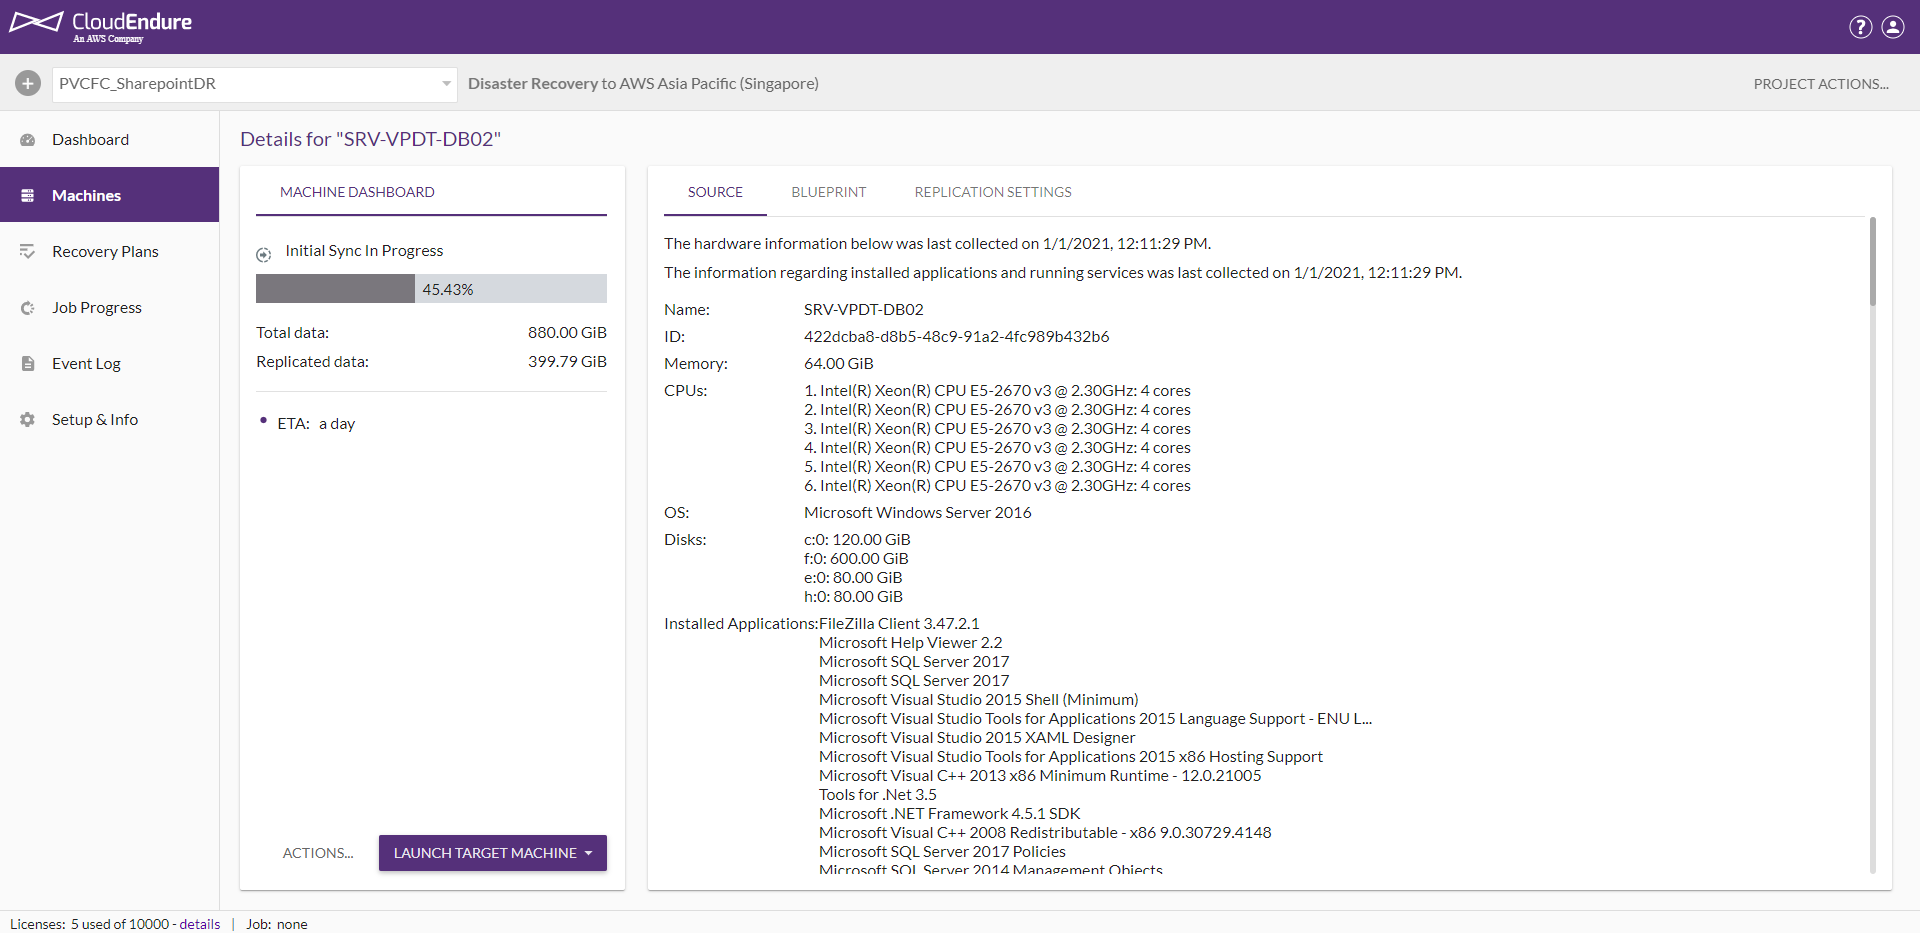 CloudEndure
An AWS Company
?
+
PVCFC_SharepointDR
Disaster Recovery to AWS Asia Pacific (Singapore)
PROJECT ACTIONS...
Dashboard
Machines
Recovery Plans
Job Progress
Event Log
Setup & Info
Details for "SRV-VPDT-DB02"
MACHINE DASHBOARD
Initial Sync In Progress
45.43%
Total data: 880.00 GiB
Replicated data: 399.79 GiB
• ETA: a day
ACTIONS...
LAUNCH TARGET MACHINE
SOURCE BLUEPRINT REPLICATION SETTINGS
The hardware information below was last collected on 1/1/2021, 12:11:29 PM.
The information regarding installed applications and running services was last collected on 1/1/2021, 12:11:29 PM.
Name: SRV-VPDT-DB02
ID: 422dcba8-d8b5-48c9-91a2-4fc989b432b6
Memory: 64.00 GiB
CPUs: 1. Intel(R) Xeon(R) CPU E5-2670 v3 @ 2.30GHz: 4 cores
2. Intel(R) Xeon(R) CPU E5-2670 v3 @ 2.30GHz: 4 cores
3. Intel(R) Xeon(R) CPU E5-2670 v3 @ 2.30GHz: 4 cores
4. Intel(R) Xeon(R) CPU E5-2670 v3 @ 2.30GHz: 4 cores
5. Intel(R) Xeon(R) CPU E5-2670 v3 @ 2.30GHz: 4 cores
6. Intel(R) Xeon(R) CPU E5-2670 v3 @ 2.30GHz: 4 cores
OS: Microsoft Windows Server 2016
Disks: c:0: 120.00 GiB
f:0: 600.00 GiB
e:0: 80.00 GiB
h:0: 80.00 GiB
Installed Applications: FileZilla Client 3.47.2.1
Microsoft Help Viewer 2.2
Microsoft SQL Server 2017
Microsoft SQL Server 2017
Microsoft Visual Studio 2015 Shell (Minimum)
Microsoft Visual Studio Tools for Applications 2015 Language Support - ENU L...
Microsoft Visual Studio 2015 XAML Designer
Microsoft Visual Studio Tools for Applications 2015 x86 Hosting Support
Microsoft Visual C++ 2013 x86 Minimum Runtime - 12.0.21005
Tools for .Net 3.5
Microsoft .NET Framework 4.5.1 SDK
Microsoft Visual C++ 2008 Redistributable - x86 9.0.30729.4148
Microsoft SQL Server 2017 Policies
Microsoft SQL Server 2014 Management Objects
Licenses: 5 used of 10000 - details | Job: none